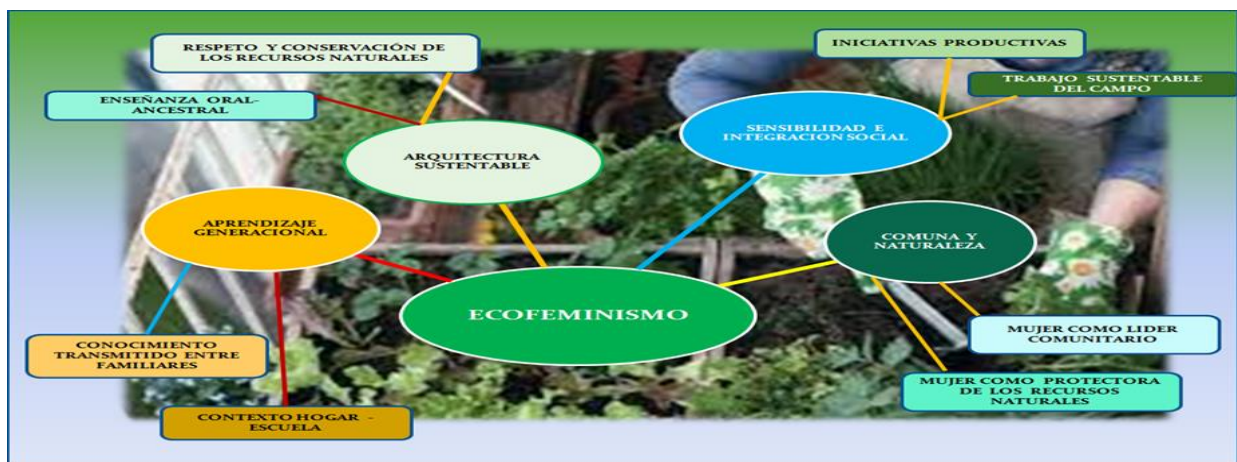 RESPETO Y CONSERVACIÓN DE
LOS RECURSOS NATURALES
INICIATIVAS PRODUCTIVAS
TRABAJO SUSTENTABLE
DEL CAMPO
ENSEÑANZA ORAL-
ANCESTRAL
SENSIBILIDAD E
INTEGRACION SOCIAL
ARQUITECTURA
SUSTENTABLE
APRENDIZAJE
GENERACIONAL
COMUNA Y
NATURALEZA
ECOFEMINISMO
CONOCIMIENTO
TRANSMITIDO ENTRE
FAMILIARES
MUJER COMO LIDER
COMUNITARIO
MUJER COMO PROTECTORA
DE LOS RECURSOS
NATURALES
CONTEXTO HOGAR -
ESCUELA